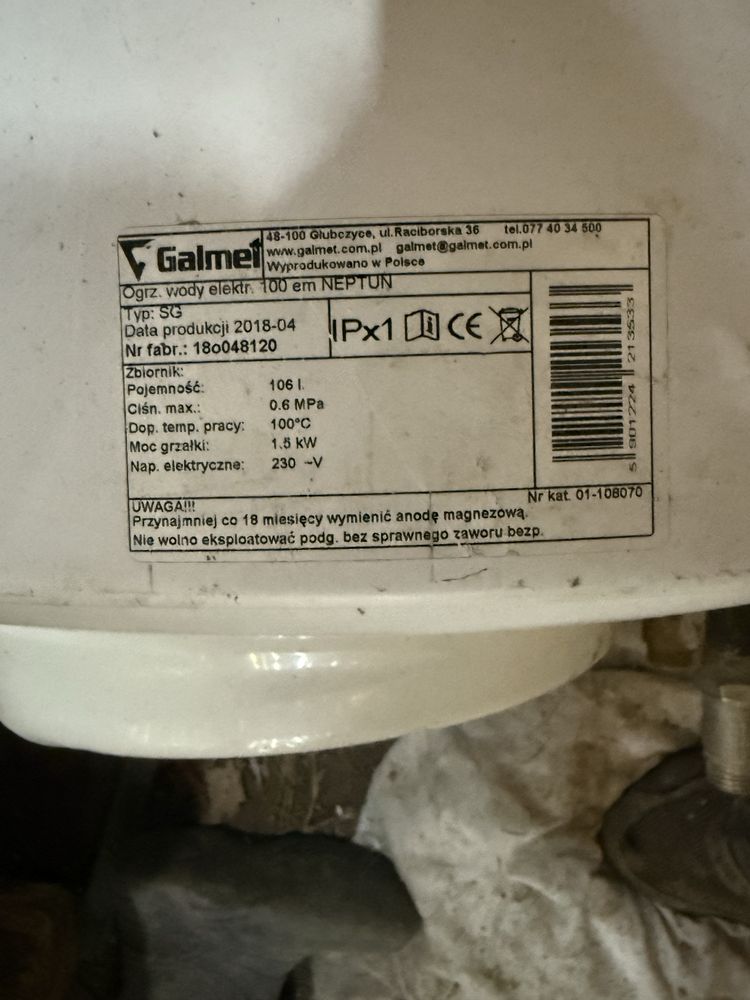 Galmet
48-100 Głubczyce, ul.Raciborska 36 tel.077 40 34 500
www.galmet.com.pl galmet@galmet.com.pl
Wyprodukowano w Polsce
Ogrz. wody elektr. 100 em NEPTUN
Typ: SG
Data produkcji 2018-04
Nr fabr.: 18o048120
IPx1 CE
Zbiornik:
Pojemność: 106 l.
Ciśn. max.: 0.6 MPa
Dop. temp. pracy: 100°C
Moc grzałki: 1.5 kW
Nap. elektryczne: 230 ~V
5 901224 213533
Nr kat. 01-108070
UWAGA!!!
Przynajmniej co 18 miesięcy wymienić anodę magnezową.
Nie wolno eksploatować podg. bez sprawnego zaworu bezp.